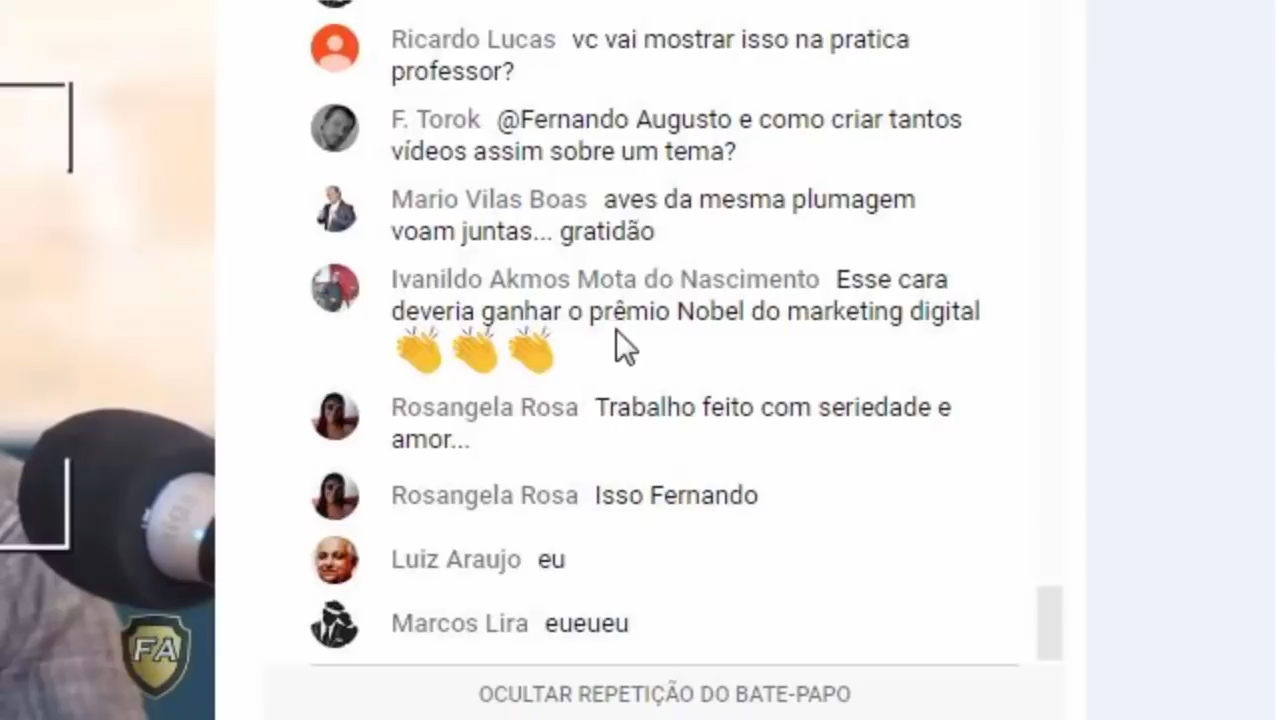 Ricardo Lucas vc vai mostrar isso na pratica
professor?
F. Torok @Fernando Augusto e como criar tantos
vídeos assim sobre um tema?
Mario Vilas Boas aves da mesma plumagem
voam juntas... gratidão
Ivanildo Akmos Mota do Nascimento Esse cara
deveria ganhar o prêmio Nobel do marketing digital
👏 👏 👏
Rosangela Rosa Trabalho feito com seriedade e
amor...
Rosangela Rosa Isso Fernando
Luiz Araujo eu
Marcos Lira eueueu
FA
OCULTAR REPETIÇÃO DO BATE-PAPO